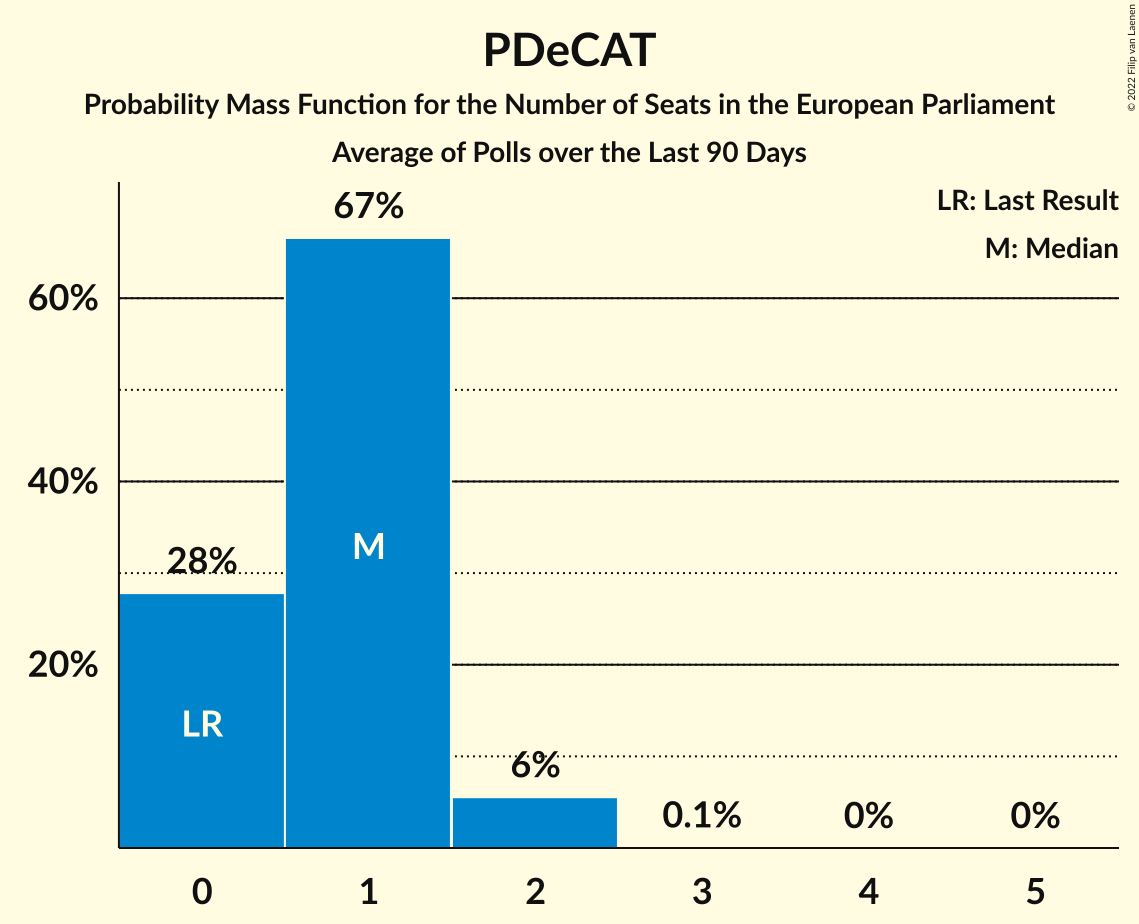 PDeCAT
Probability Mass Function for the Number of Seats in the European Parliament
Average of Polls over the Last 90 Days
© 2022 Filip van Laenen
LR: Last Result
M: Median
67%
60%
40%
M
28%
20%
LR
6%
0.1%
0%
0%
0 1 2 3 4 5